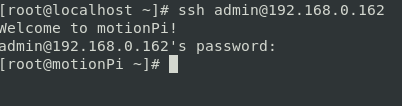 [root@localhost ~]# ssh admin@192.168.0.162
Welcome to motionPi!
admin@192.168.0.162's password:
[root@motionPi ~]#